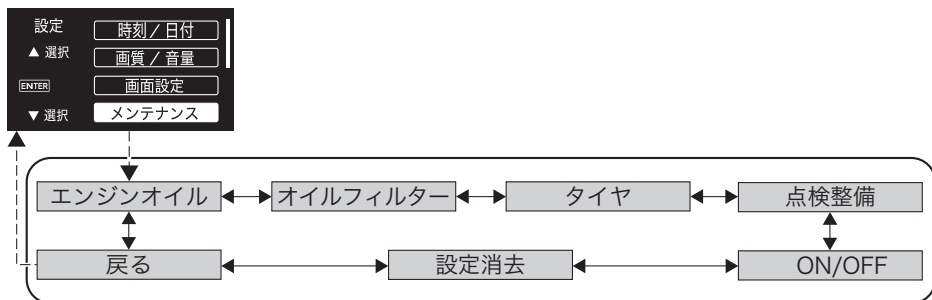 設定
時刻 / 日付
▲ 選択
画質 / 音量
ENTER
画面設定
▼ 選択
メンテナンス
エンジンオイル
オイルフィルター
タイヤ
点検整備
戻る
設定消去
ON/OFF